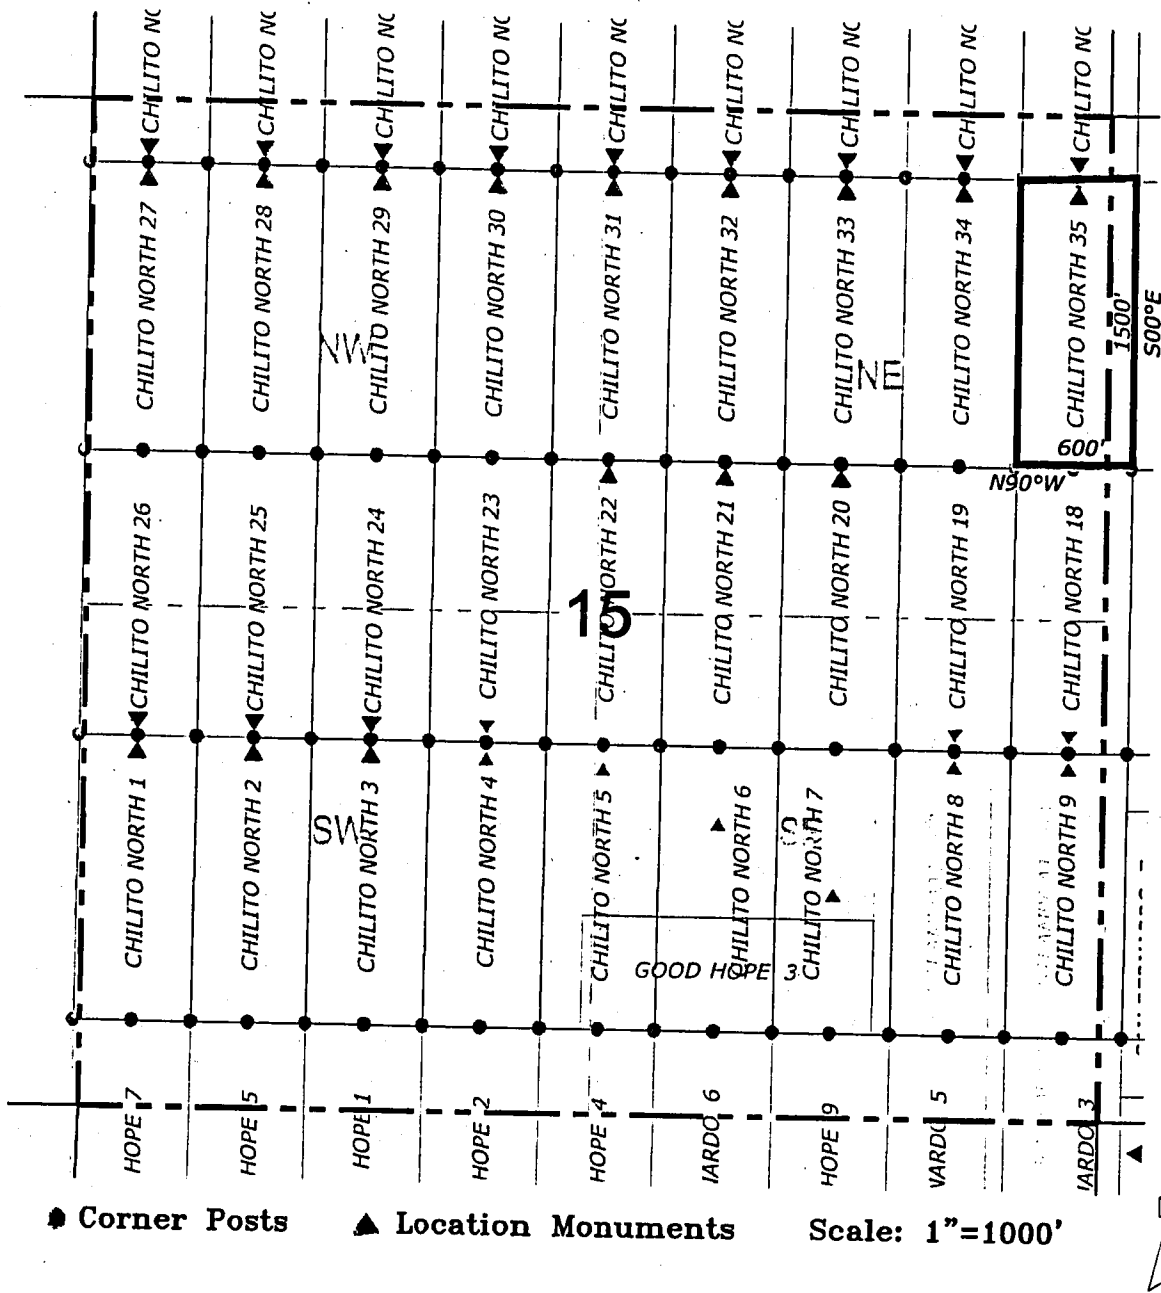 CHILITO NO
CHILITO NO
CHILITO NO
CHILITO NO
CHILITO NO
CHILITO NO
CHILITO NO
CHILITO NO
CHILITO NO
CHILITO NORTH 27
CHILITO NORTH 28
CHILITO NORTH 29
CHILITO NORTH 30
CHILITO NORTH 31
CHILITO NORTH 32
CHILITO NORTH 33
CHILITO NORTH 34
CHILITO NORTH 35
NW
NE
1500'
S00°E
600'
N90°W
CHILITO NORTH 26
CHILITO NORTH 25
CHILITO NORTH 24
CHILITO NORTH 23
CHILITO NORTH 22
CHILITO NORTH 21
CHILITO NORTH 20
CHILITO NORTH 19
CHILITO NORTH 18
15
CHILITO NORTH 1
CHILITO NORTH 2
CHILITO NORTH 3
CHILITO NORTH 4
CHILITO NORTH 5
CHILITO NORTH 6
CHILITO NORTH 7
CHILITO NORTH 8
CHILITO NORTH 9
SW
GOOD HOPE 3
HOPE 7
HOPE 5
HOPE 1
HOPE 2
HOPE 4
IARDO 6
HOPE 9
VARDO 5
IARDO 3
Corner Posts
Location Monuments
Scale: 1"=1000'